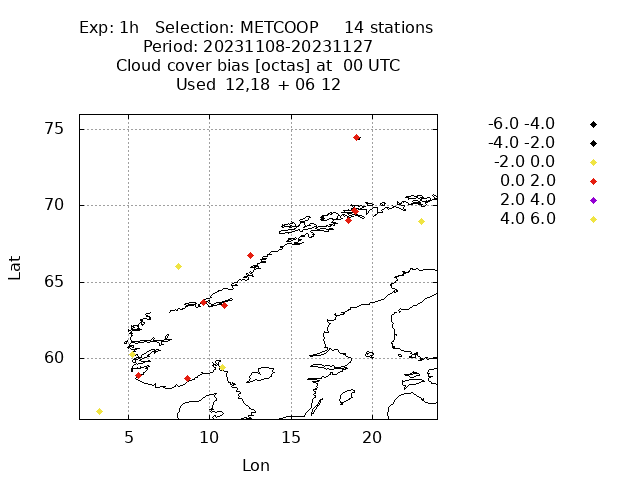 Exp: 1h Selection: METCOOP 14 stations
Period: 20231108-20231127
Cloud cover bias [octas] at 00 UTC
Used 12,18 + 06 12
-6.0 -4.0
-4.0 -2.0
-2.0 0.0
0.0 2.0
2.0 4.0
4.0 6.0
75
70
65
60
Lat
5 10 15 20
Lon